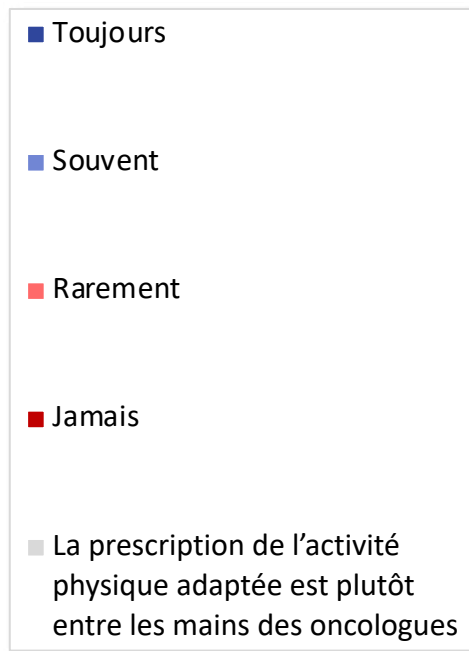 Toujours
Souvent
Rarement
Jamais
La prescription de l’activité
physique adaptée est plutôt
entre les mains des oncologues